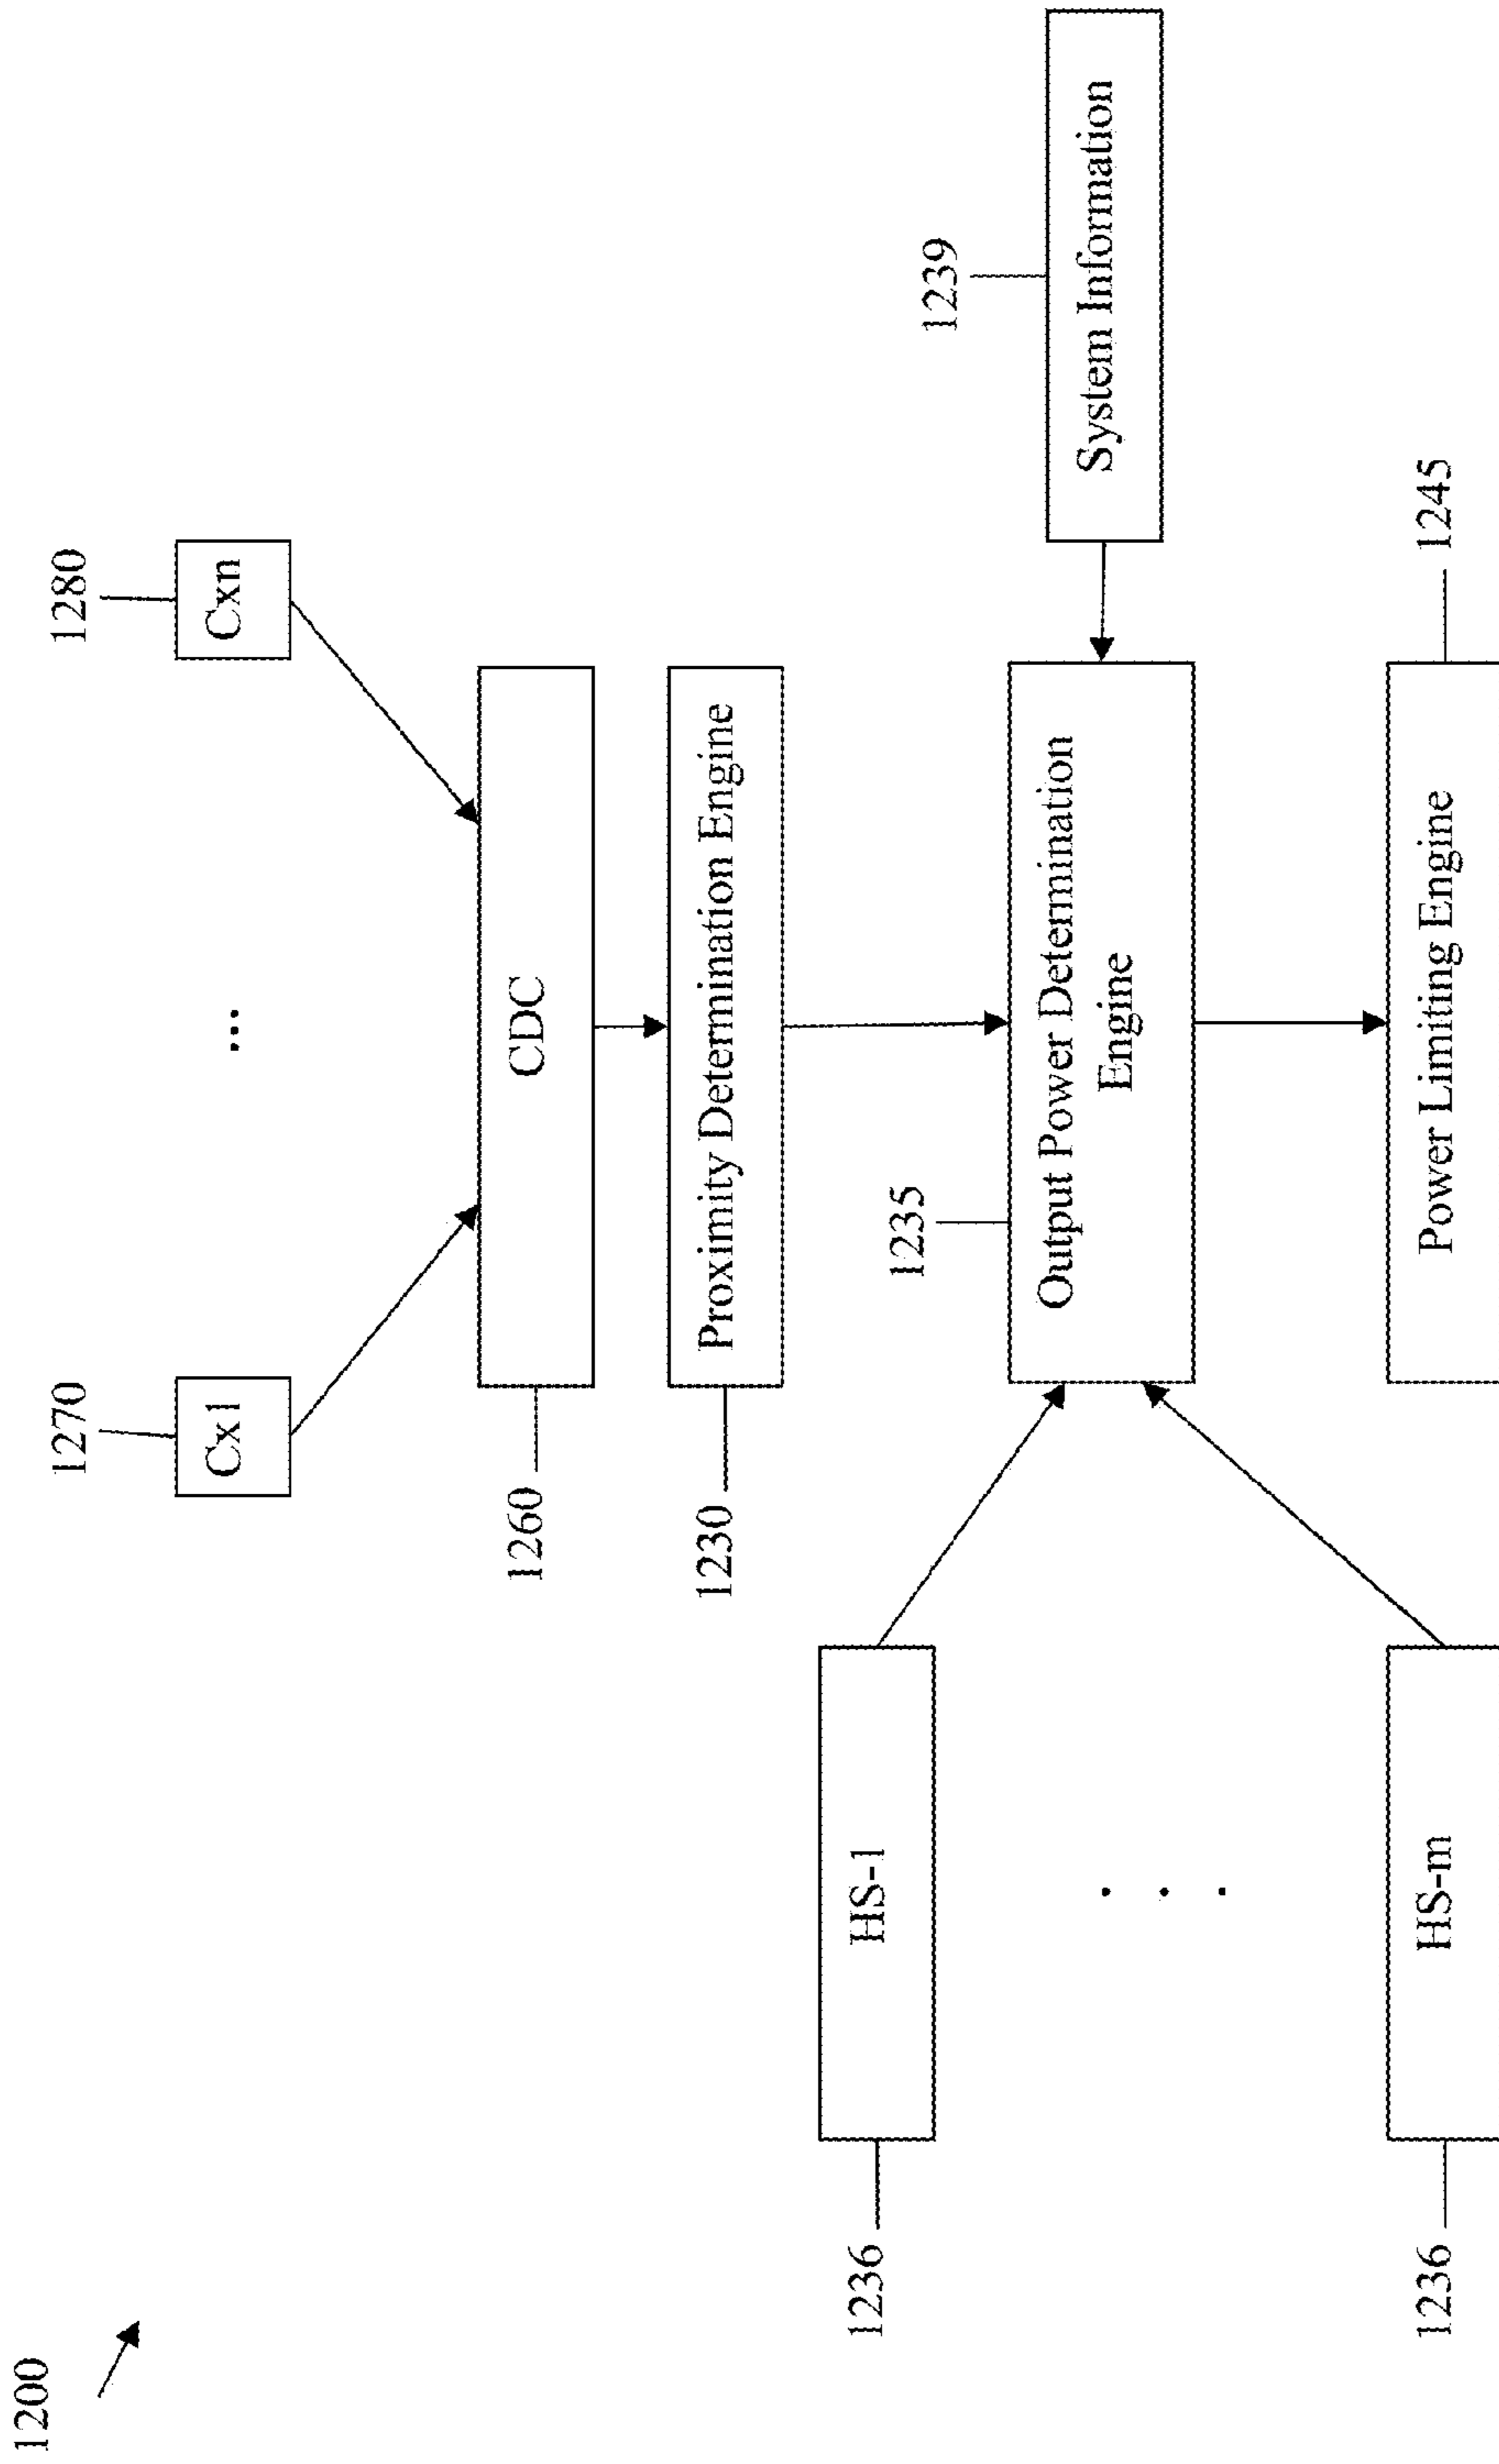 1200
1270
1280
Cx1
...
Cxn
1260
CDC
1230
Proximity Determination Engine
1236
HS-1
1235
1239
Output Power Determination
Engine
System Information
. . .
1236
HS-m
Power Limiting Engine
1245